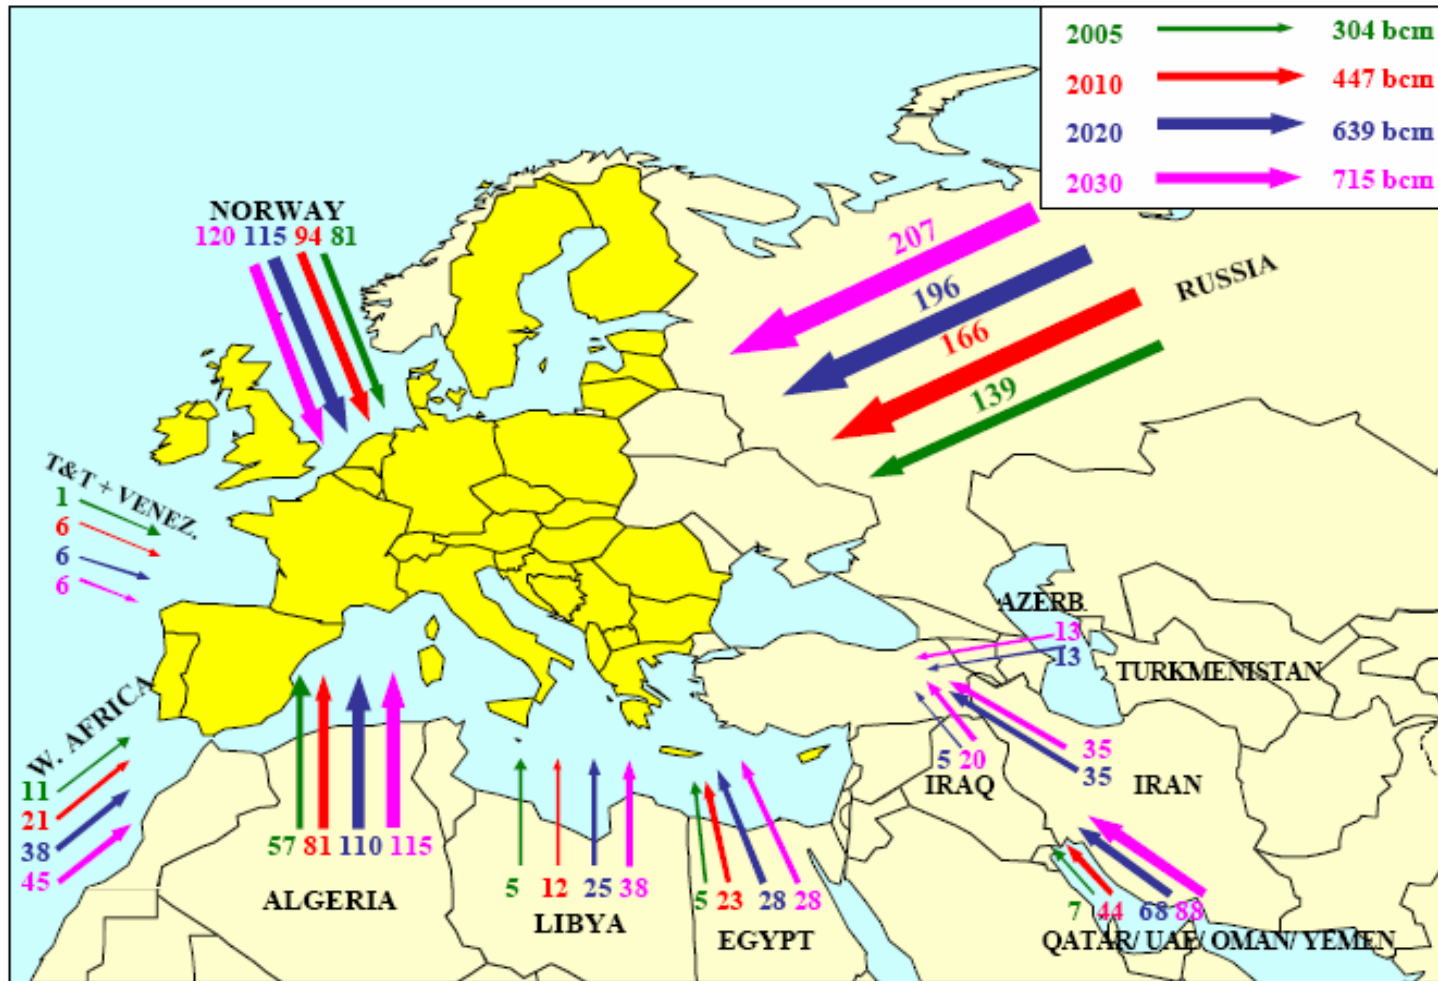 2005 304 bcm
2010 447 bcm
2020 639 bcm
2030 715 bcm
NORWAY
120 115 94 81
207
196
166
139
RUSSIA
T&T + VENEZ.
1
6
6
6
W. AFRICA
11
21
38
45
57 81 110 115
ALGERIA
5 12 25 38
LIBYA
5 23 28 28
EGYPT
AZERB.
13
13
TURKMENISTAN
5 20
IRAQ
35
35
IRAN
7 44 68 88
QATAR/ UAE/ OMAN/ YEMEN